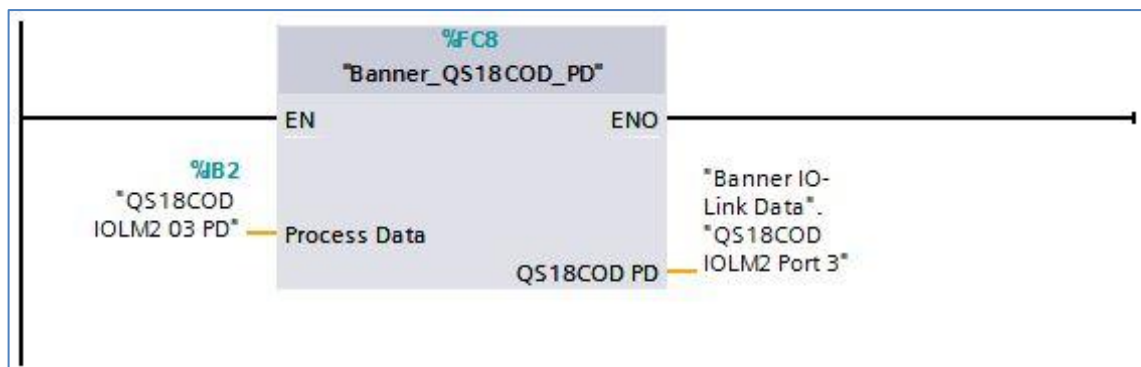 %FC8
"Banner_QS18COD_PD"
EN
ENO
%IB2
"QS18COD
IOLM2 03 PD"
Process Data
"Banner IO-
Link Data".
"QS18COD
IOLM2 Port 3"
QS18COD PD